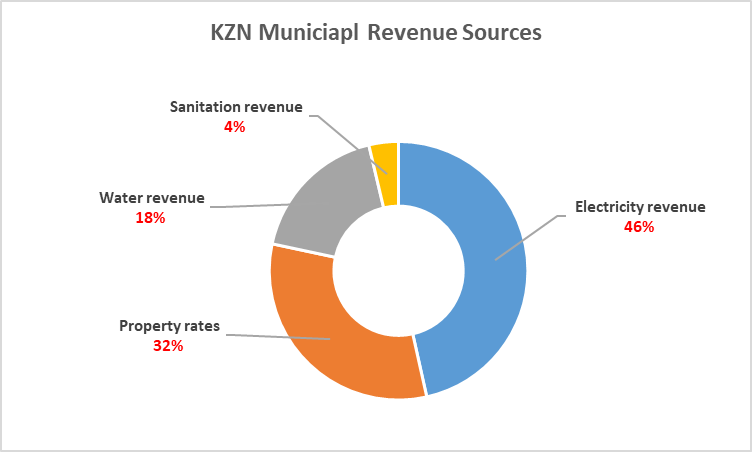 KZN Municiapl Revenue Sources
Sanitation revenue
4%
Water revenue
18%
Electricity revenue
46%
Property rates
32%